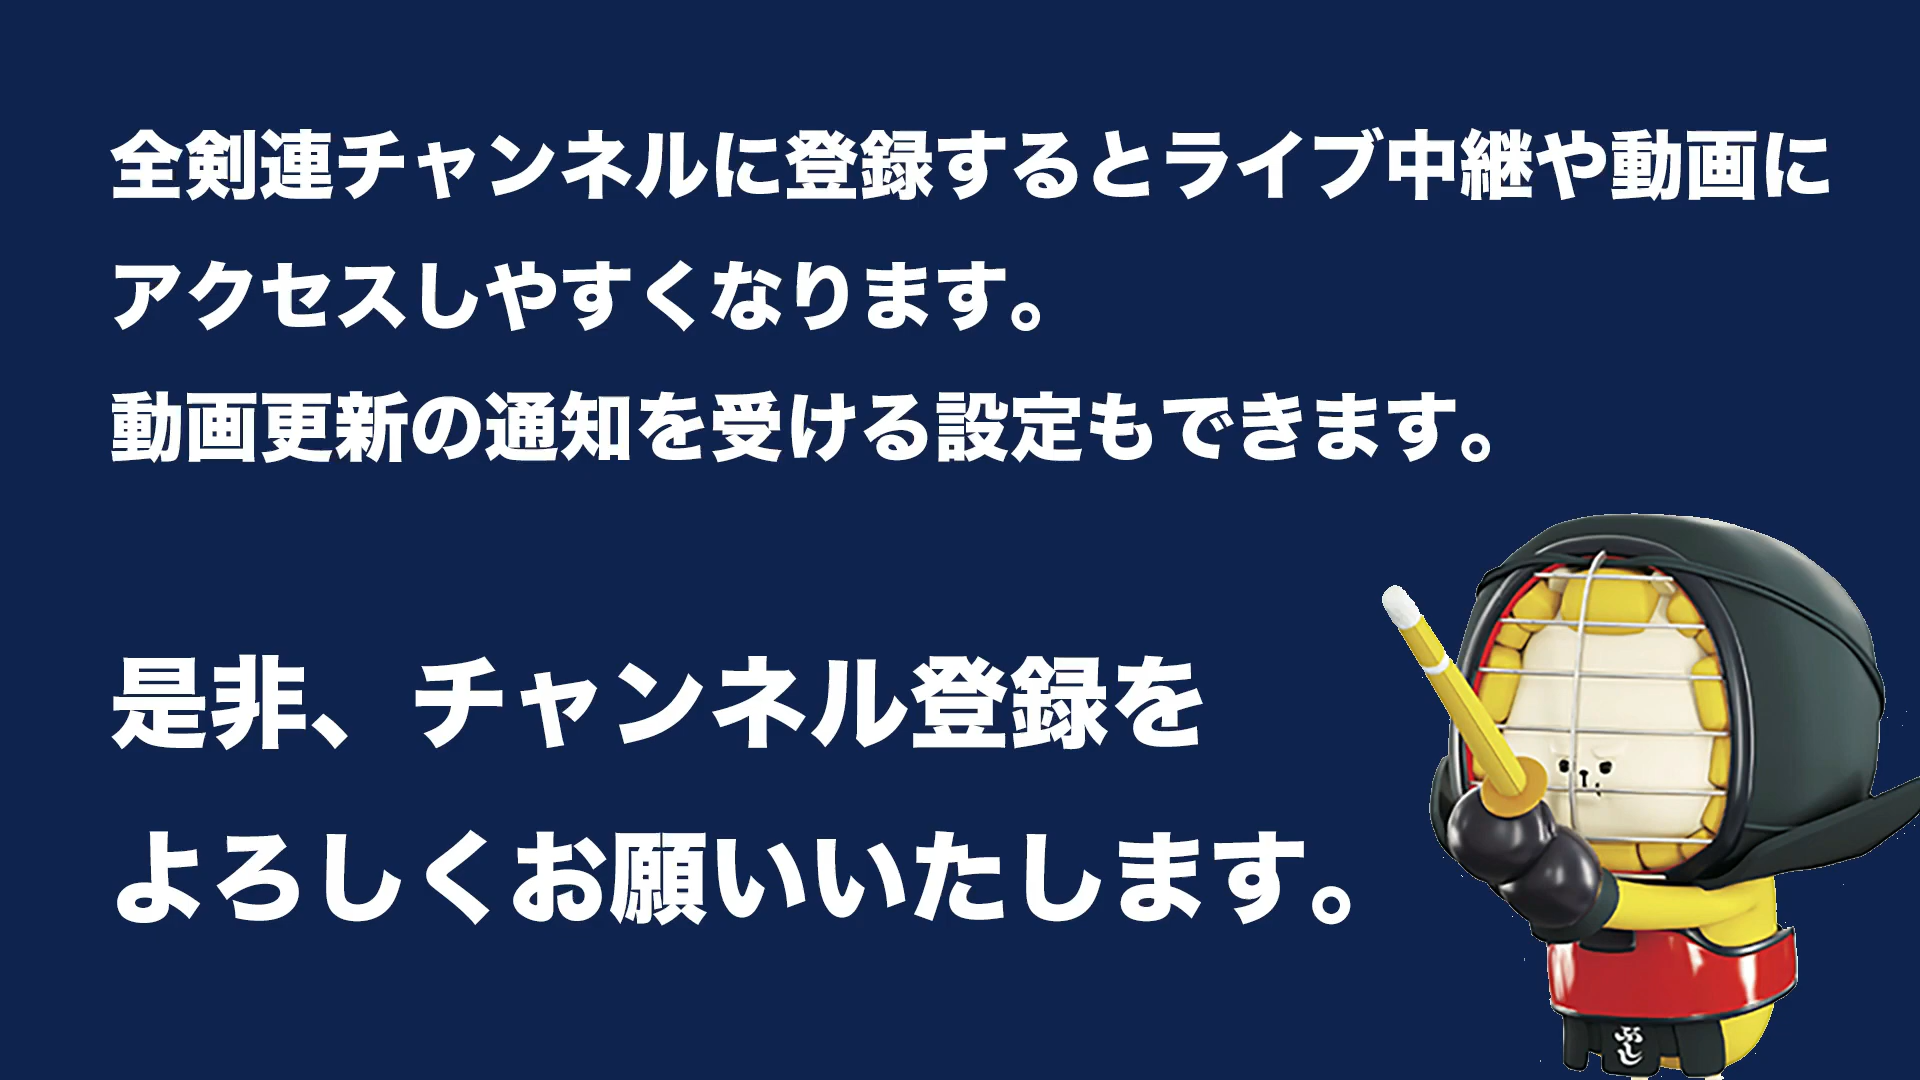 全剣連チャンネルに登録するとライブ中継や動画に
アクセスしやすくなります。
動画更新の通知を受ける設定もできます。
是非、チャンネル登録を
よろしくお願いいたします。
ぶし